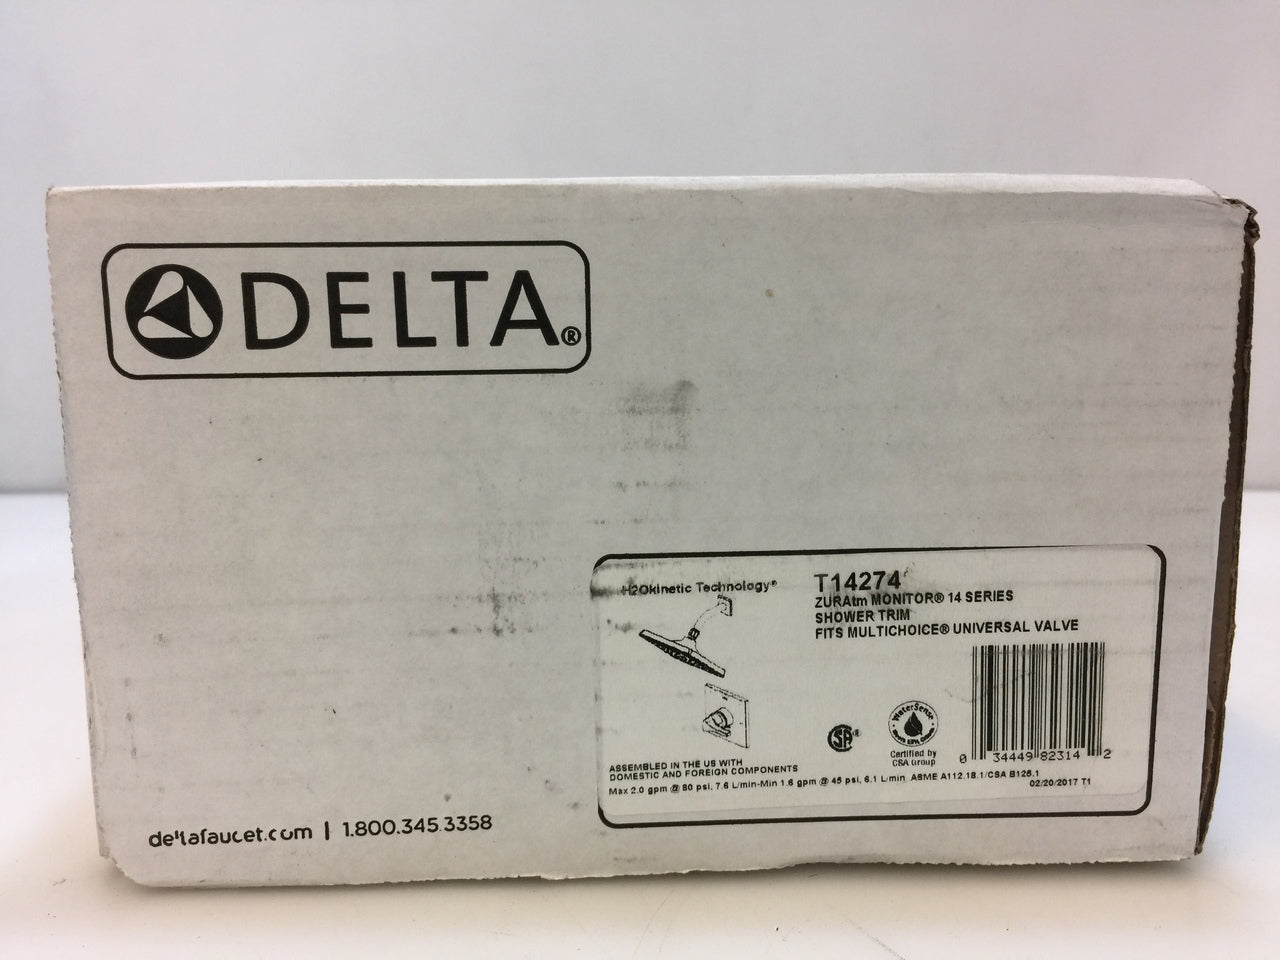 DELTA®
H2Okinetic Technology®
T14274
ZURAtm MONITOR® 14 SERIES
SHOWER TRIM
FITS MULTICHOICE® UNIVERSAL VALVE
SA®
WaterSense
Certified by
CSA Group
0 34449 82314 2
ASSEMBLED IN THE US WITH
DOMESTIC AND FOREIGN COMPONENTS
Max 2.0 gpm @ 80 psi, 7.6 L/min-Min 1.6 gpm @ 45 psi, 6.1 L/min ASME A112.18.1/CSA B125.1
02/20/2017 T1
deltafaucet.com | 1.800.345.3358